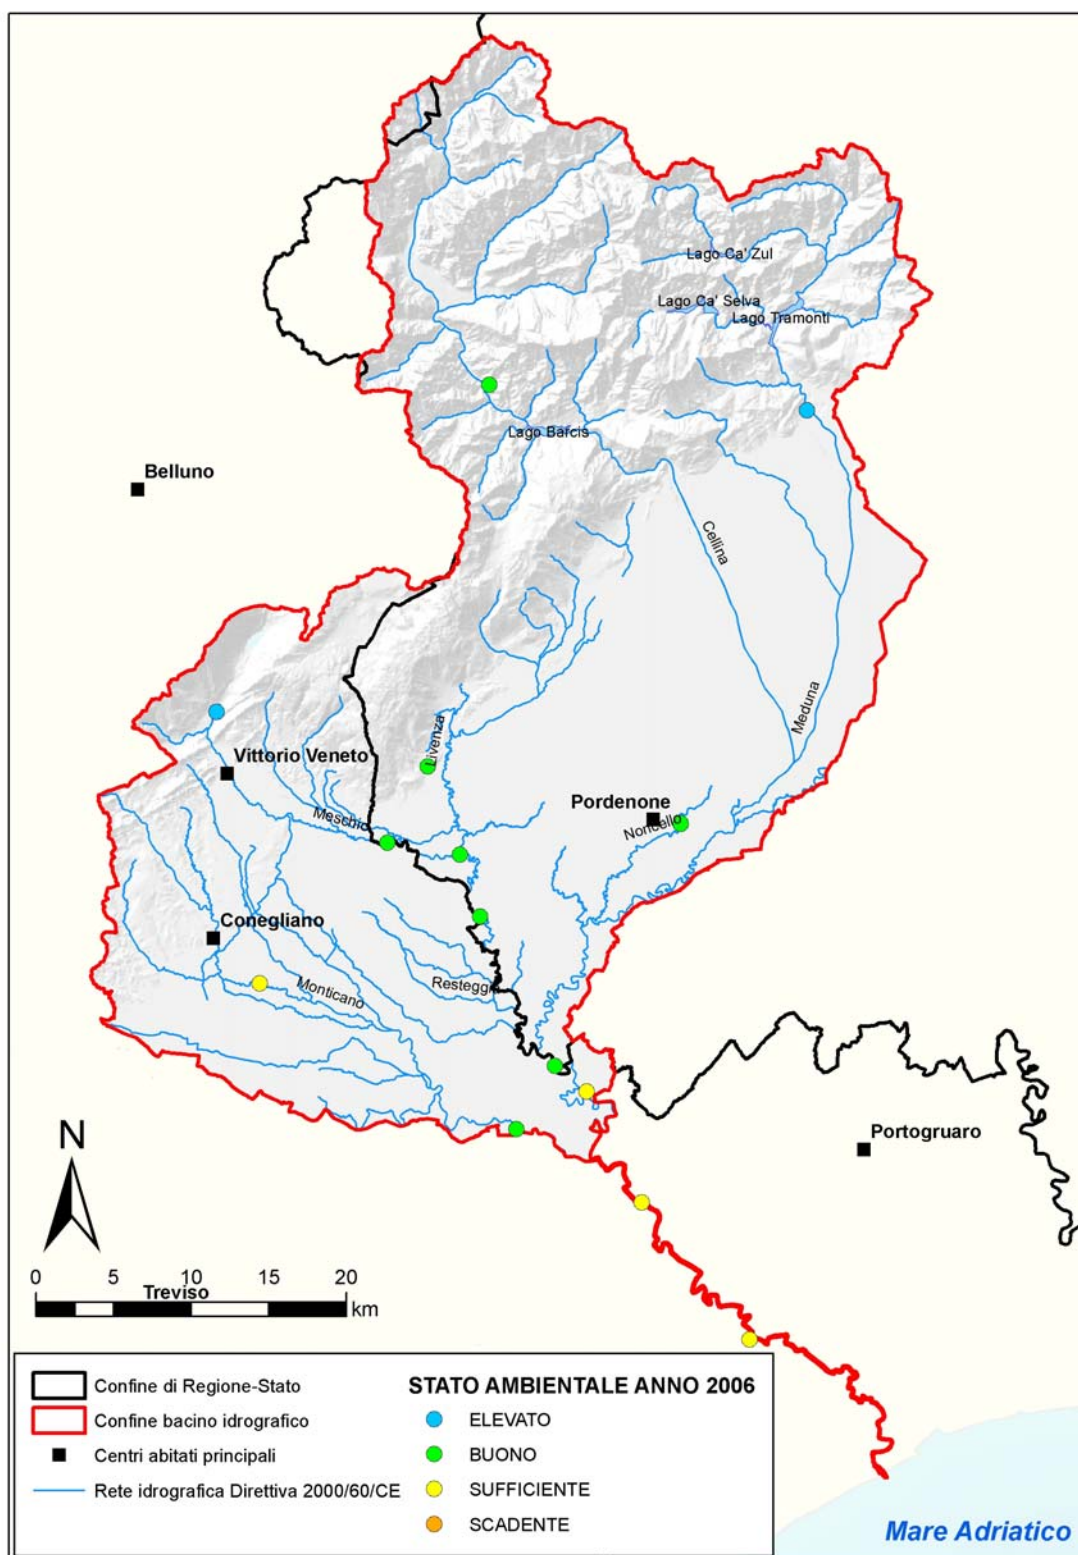 Lago Ca' Zul
Lago Ca' Selva
Lago Tramonti
Lago Barcis
Belluno
Cellina
Meduna
Livenza
Vittorio Veneto
Pordenone
Noncello
Meschio
Conegliano
Resteggia
Monticano
N
Portogruaro
0 5 10 15 20
Treviso
km
Confine di Regione-Stato
Confine bacino idrografico
Centri abitati principali
Rete idrografica Direttiva 2000/60/CE
STATO AMBIENTALE ANNO 2006
ELEVATO
BUONO
SUFFICIENTE
SCADENTE
Mare Adriatico